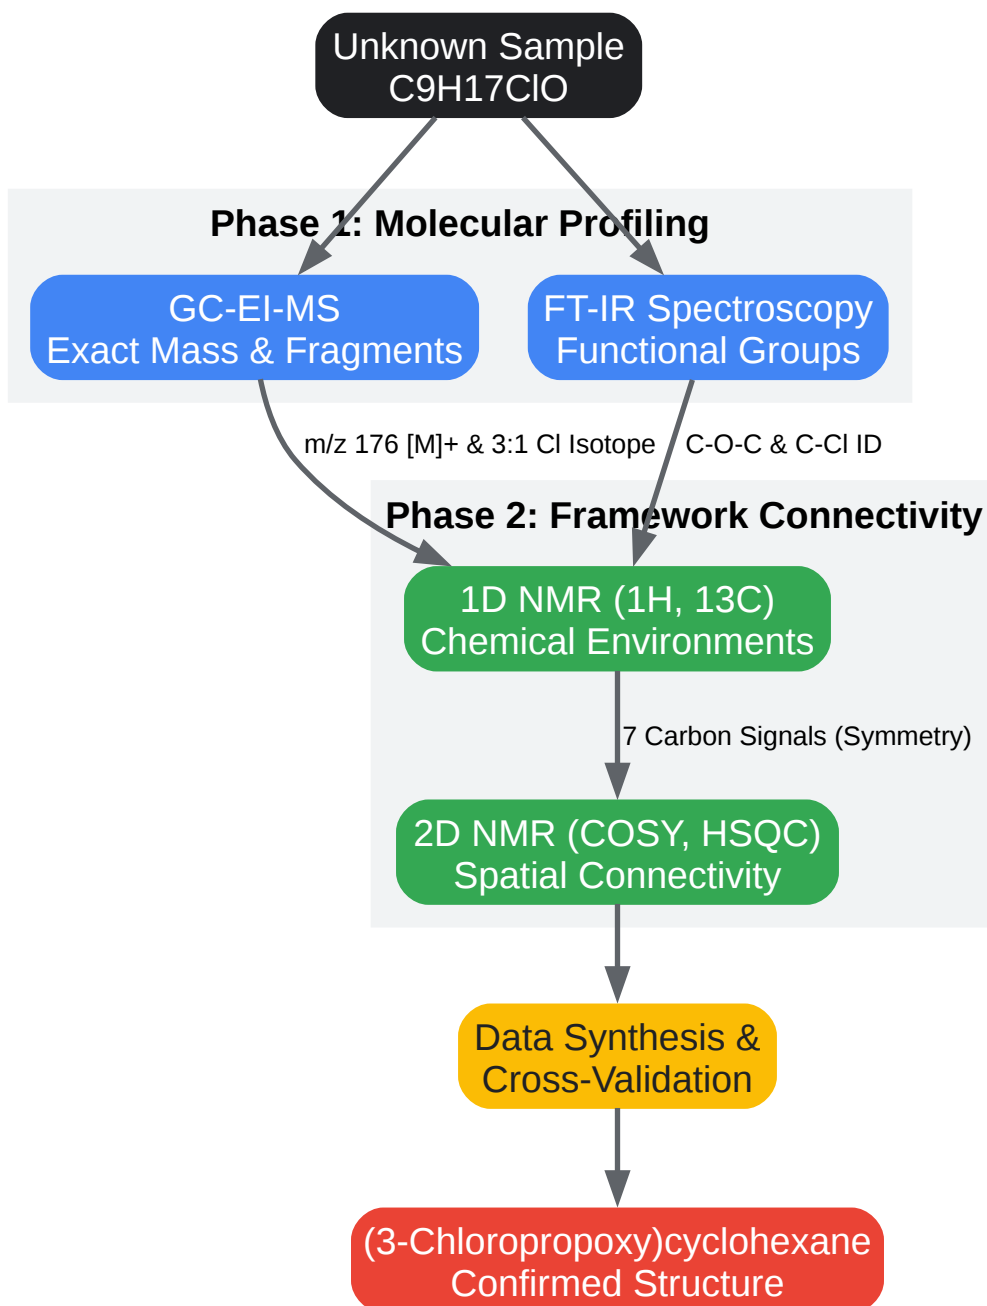 Unknown Sample
C9H17ClO
Phase 1: Molecular Profiling
GC-EI-MS
Exact Mass & Fragments
FT-IR Spectroscopy
Functional Groups
m/z 176 [M]+ & 3:1 Cl Isotope
C-O-C & C-Cl ID
Phase 2: Framework Connectivity
1D NMR (1H, 13C)
Chemical Environments
7 Carbon Signals (Symmetry)
2D NMR (COSY, HSQC)
Spatial Connectivity
Data Synthesis &
Cross-Validation
(3-Chloropropoxy)cyclohexane
Confirmed Structure